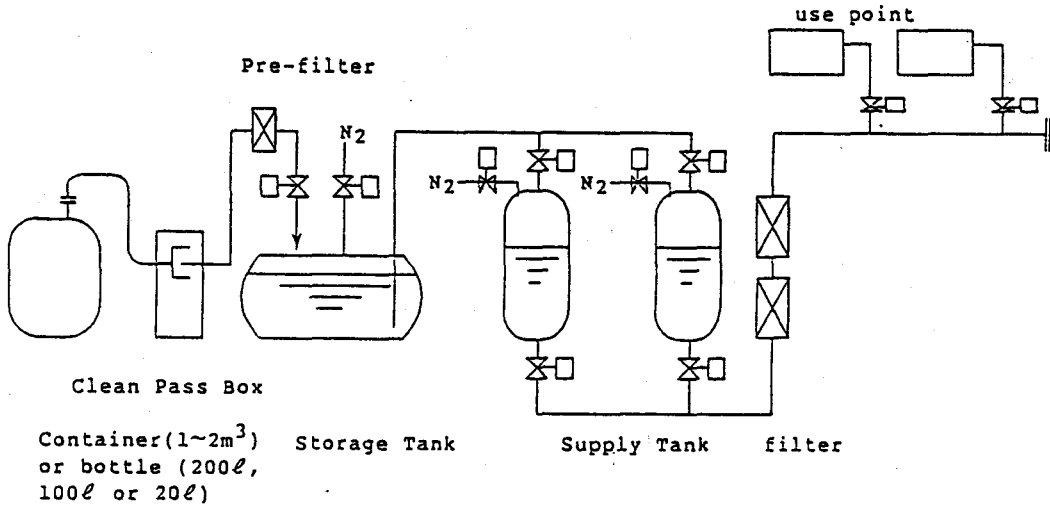 use point
Pre-filter
N2
N2
N2
Clean Pass Box
Container(1~2m³)
or bottle (200ℓ,
100ℓ or 20ℓ)
Storage Tank
Supply Tank
filter